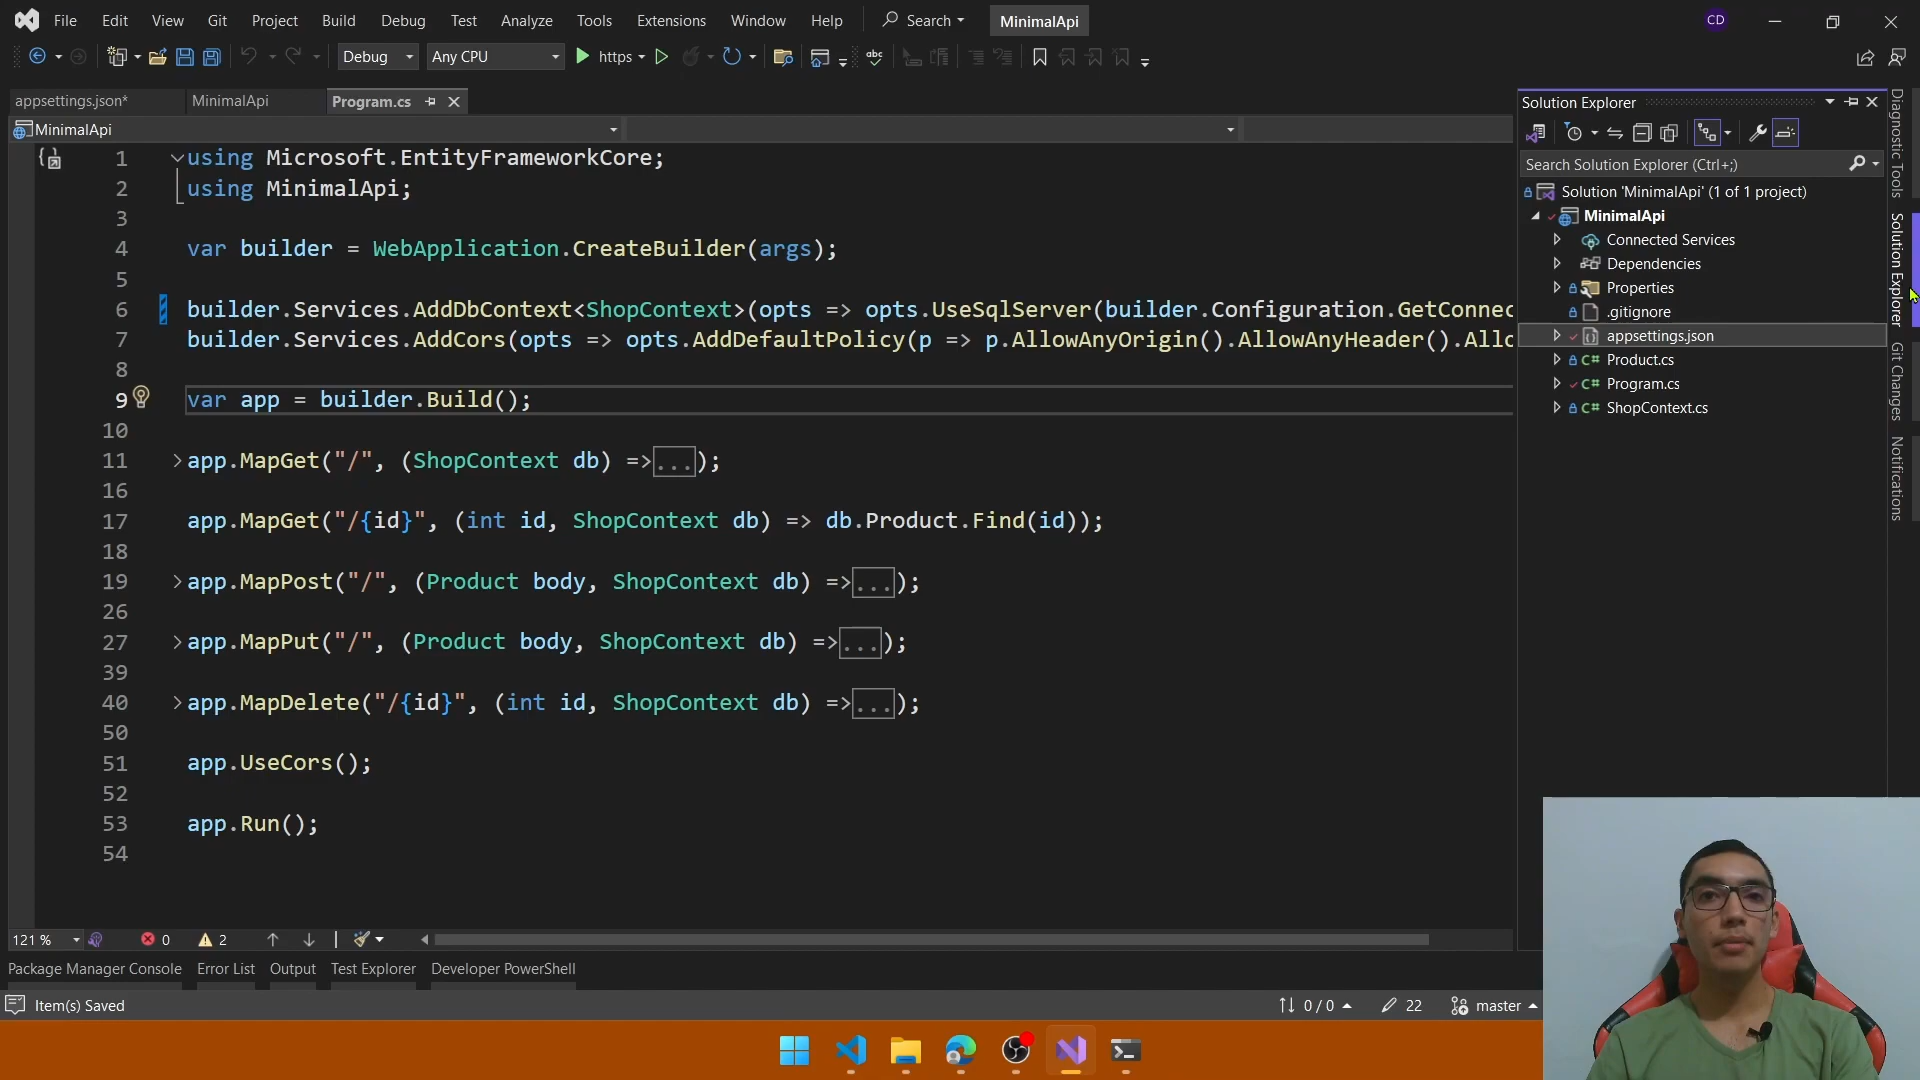 File Edit View Git Project Build Debug Test Analyze Tools Extensions Window Help Search MinimalApi CD
Debug Any CPU https
appsettings.json* MinimalApi Program.cs
MinimalApi
1 using Microsoft.EntityFrameworkCore;
2 using MinimalApi;
3
4 var builder = WebApplication.CreateBuilder(args);
5
6 builder.Services.AddDbContext<ShopContext>(opts => opts.UseSqlServer(builder.Configuration.GetConnec
7 builder.Services.AddCors(opts => opts.AddDefaultPolicy(p => p.AllowAnyOrigin().AllowAnyHeader().Allo
8
9 var app = builder.Build();
10
11 app.MapGet("/", (ShopContext db) =>...);
16
17 app.MapGet("/{id}", (int id, ShopContext db) => db.Product.Find(id));
18
19 app.MapPost("/", (Product body, ShopContext db) =>...);
26
27 app.MapPut("/", (Product body, ShopContext db) =>...);
39
40 app.MapDelete("/{id}", (int id, ShopContext db) =>...);
50
51 app.UseCors();
52
53 app.Run();
54
121 % 0 2
Package Manager Console Error List Output Test Explorer Developer PowerShell
Item(s) Saved 0 / 0 22 master
Solution Explorer
Search Solution Explorer (Ctrl+;)
Solution 'MinimalApi' (1 of 1 project)
MinimalApi
Connected Services
Dependencies
Properties
.gitignore
appsettings.json
Product.cs
Program.cs
ShopContext.cs
Diagnostic Tools
Solution Explorer
Git Changes
Notifications